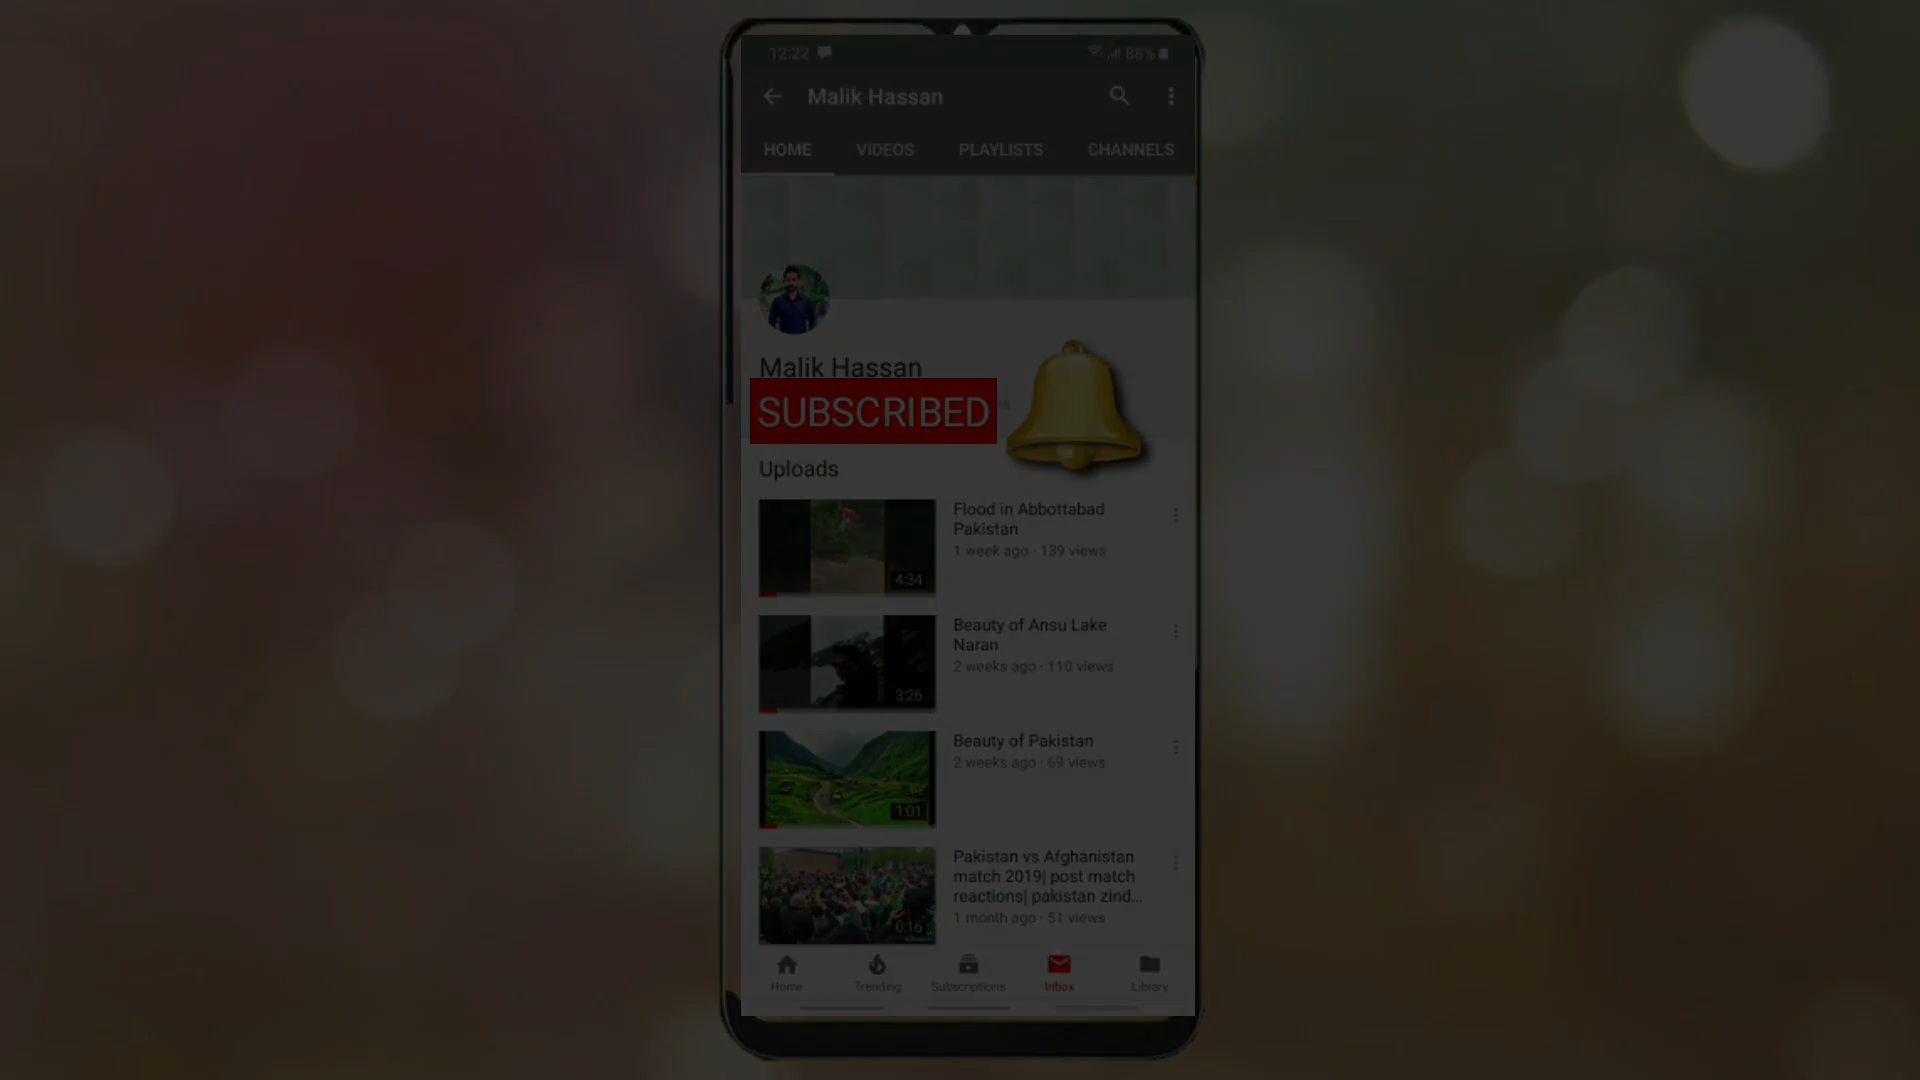 12:22
88%
Malik Hassan
HOME VIDEOS PLAYLISTS CHANNELS
Malik Hassan
SUBSCRIBED
Uploads
Flood in Abbottabad
Pakistan
1 week ago · 139 views
4:34
Beauty of Ansu Lake
Naran
2 weeks ago · 110 views
3:26
Beauty of Pakistan
2 weeks ago · 69 views
1:01
Pakistan vs Afghanistan
match 2019| post match
reactions| pakistan zind...
1 month ago · 51 views
0:16
Home Trending Subscriptions Inbox Library